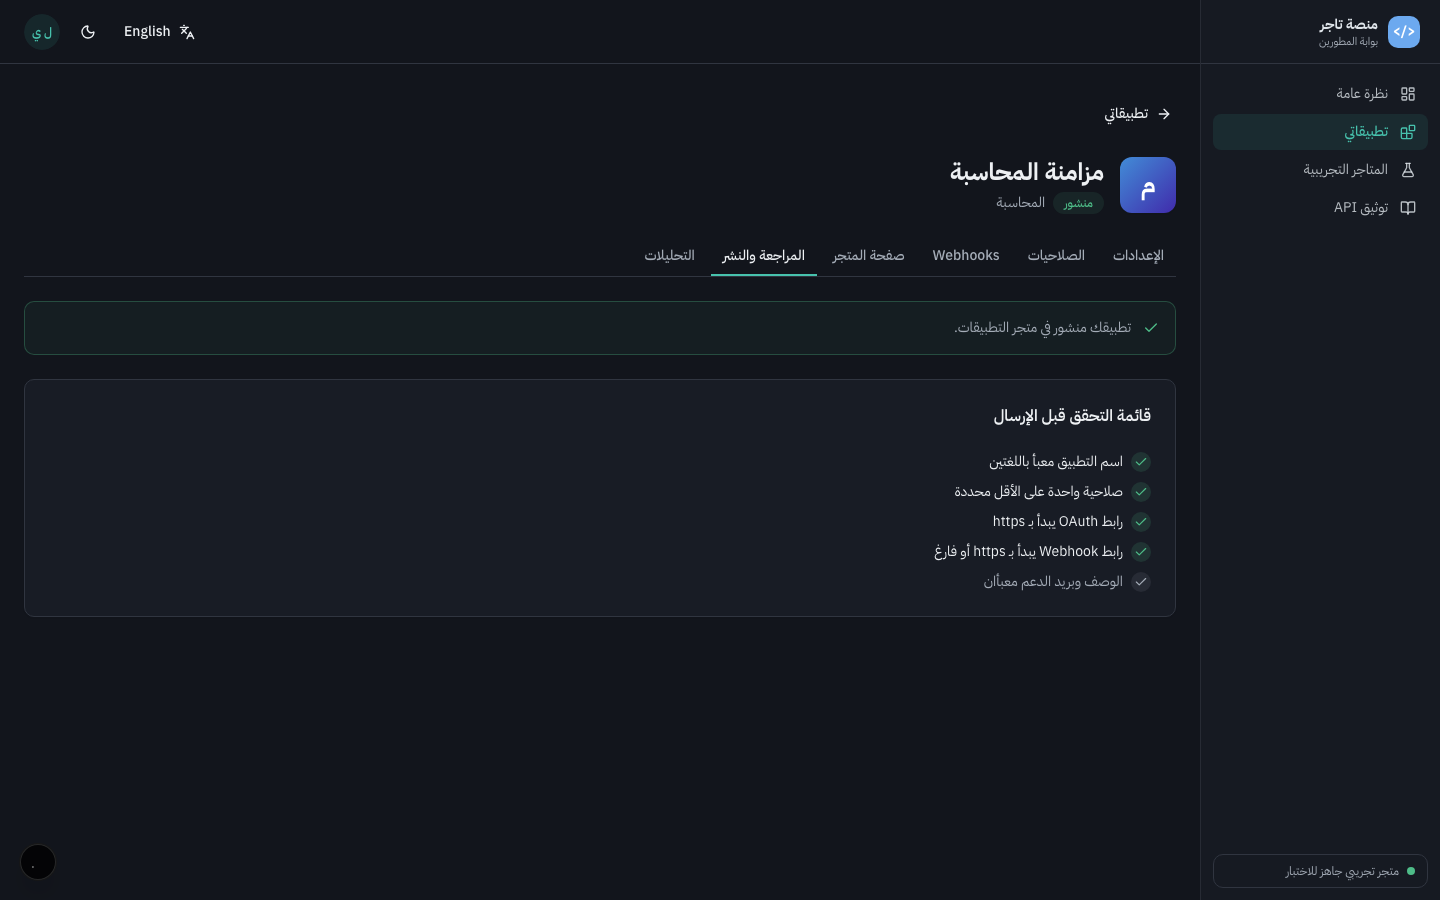 منصة تاجر
بوابة المطورين
</>
نظرة عامة
تطبيقاتي
المتاجر التجريبية
توثيق API
متجر تجريبي جاهز للاختبار
English
ل ي
تطبيقاتي
م
مزامنة المحاسبة
منشور
المحاسبة
الإعدادات
الصلاحيات
Webhooks
صفحة المتجر
المراجعة والنشر
التحليلات
تطبيقك منشور في متجر التطبيقات.
قائمة التحقق قبل الإرسال
اسم التطبيق معبأ باللغتين
صلاحية واحدة على الأقل محددة
رابط OAuth يبدأ بـ https
رابط Webhook يبدأ بـ https أو فارغ
الوصف وبريد الدعم معبأان